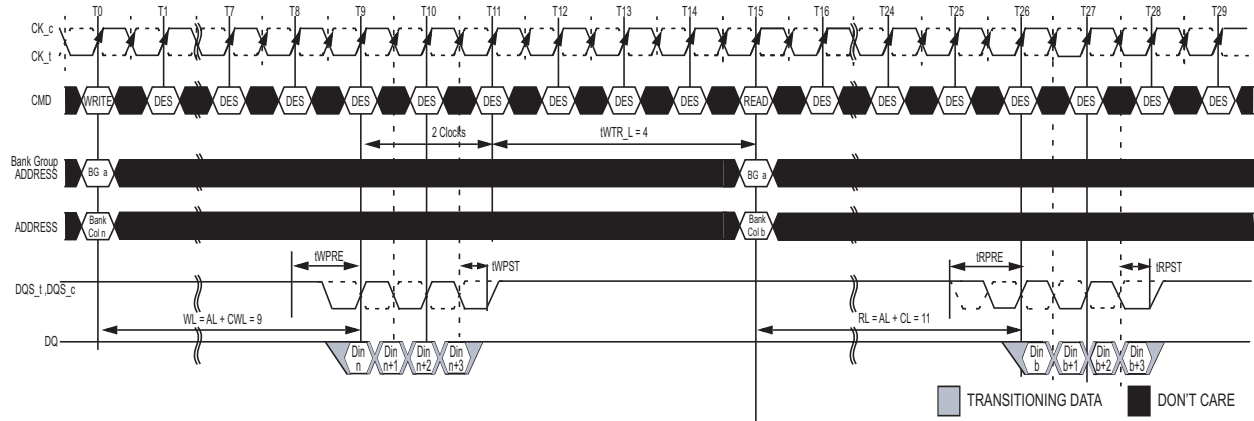 T0 T1 T7 T8 T9 T10 T11 T12 T13 T14 T15 T16 T24 T25 T26 T27 T28 T29
CK_c
CK_t
CMD WRITE DES DES DES DES DES DES DES DES DES READ DES DES DES DES DES DES DES
2 Clocks tWTR_L = 4
Bank Group
ADDRESS BG a BG a
ADDRESS Bank
Col n Bank
Col b
tWPRE tWPST tRPRE tRPST
DQS_t ,DQS_c
WL = AL + CWL = 9 RL = AL + CL = 11
DQ Din
n Din
n+1 Din
n+2 Din
n+3 Din
b Din
b+1 Din
b+2 Din
b+3
TRANSITIONING DATA DON'T CARE